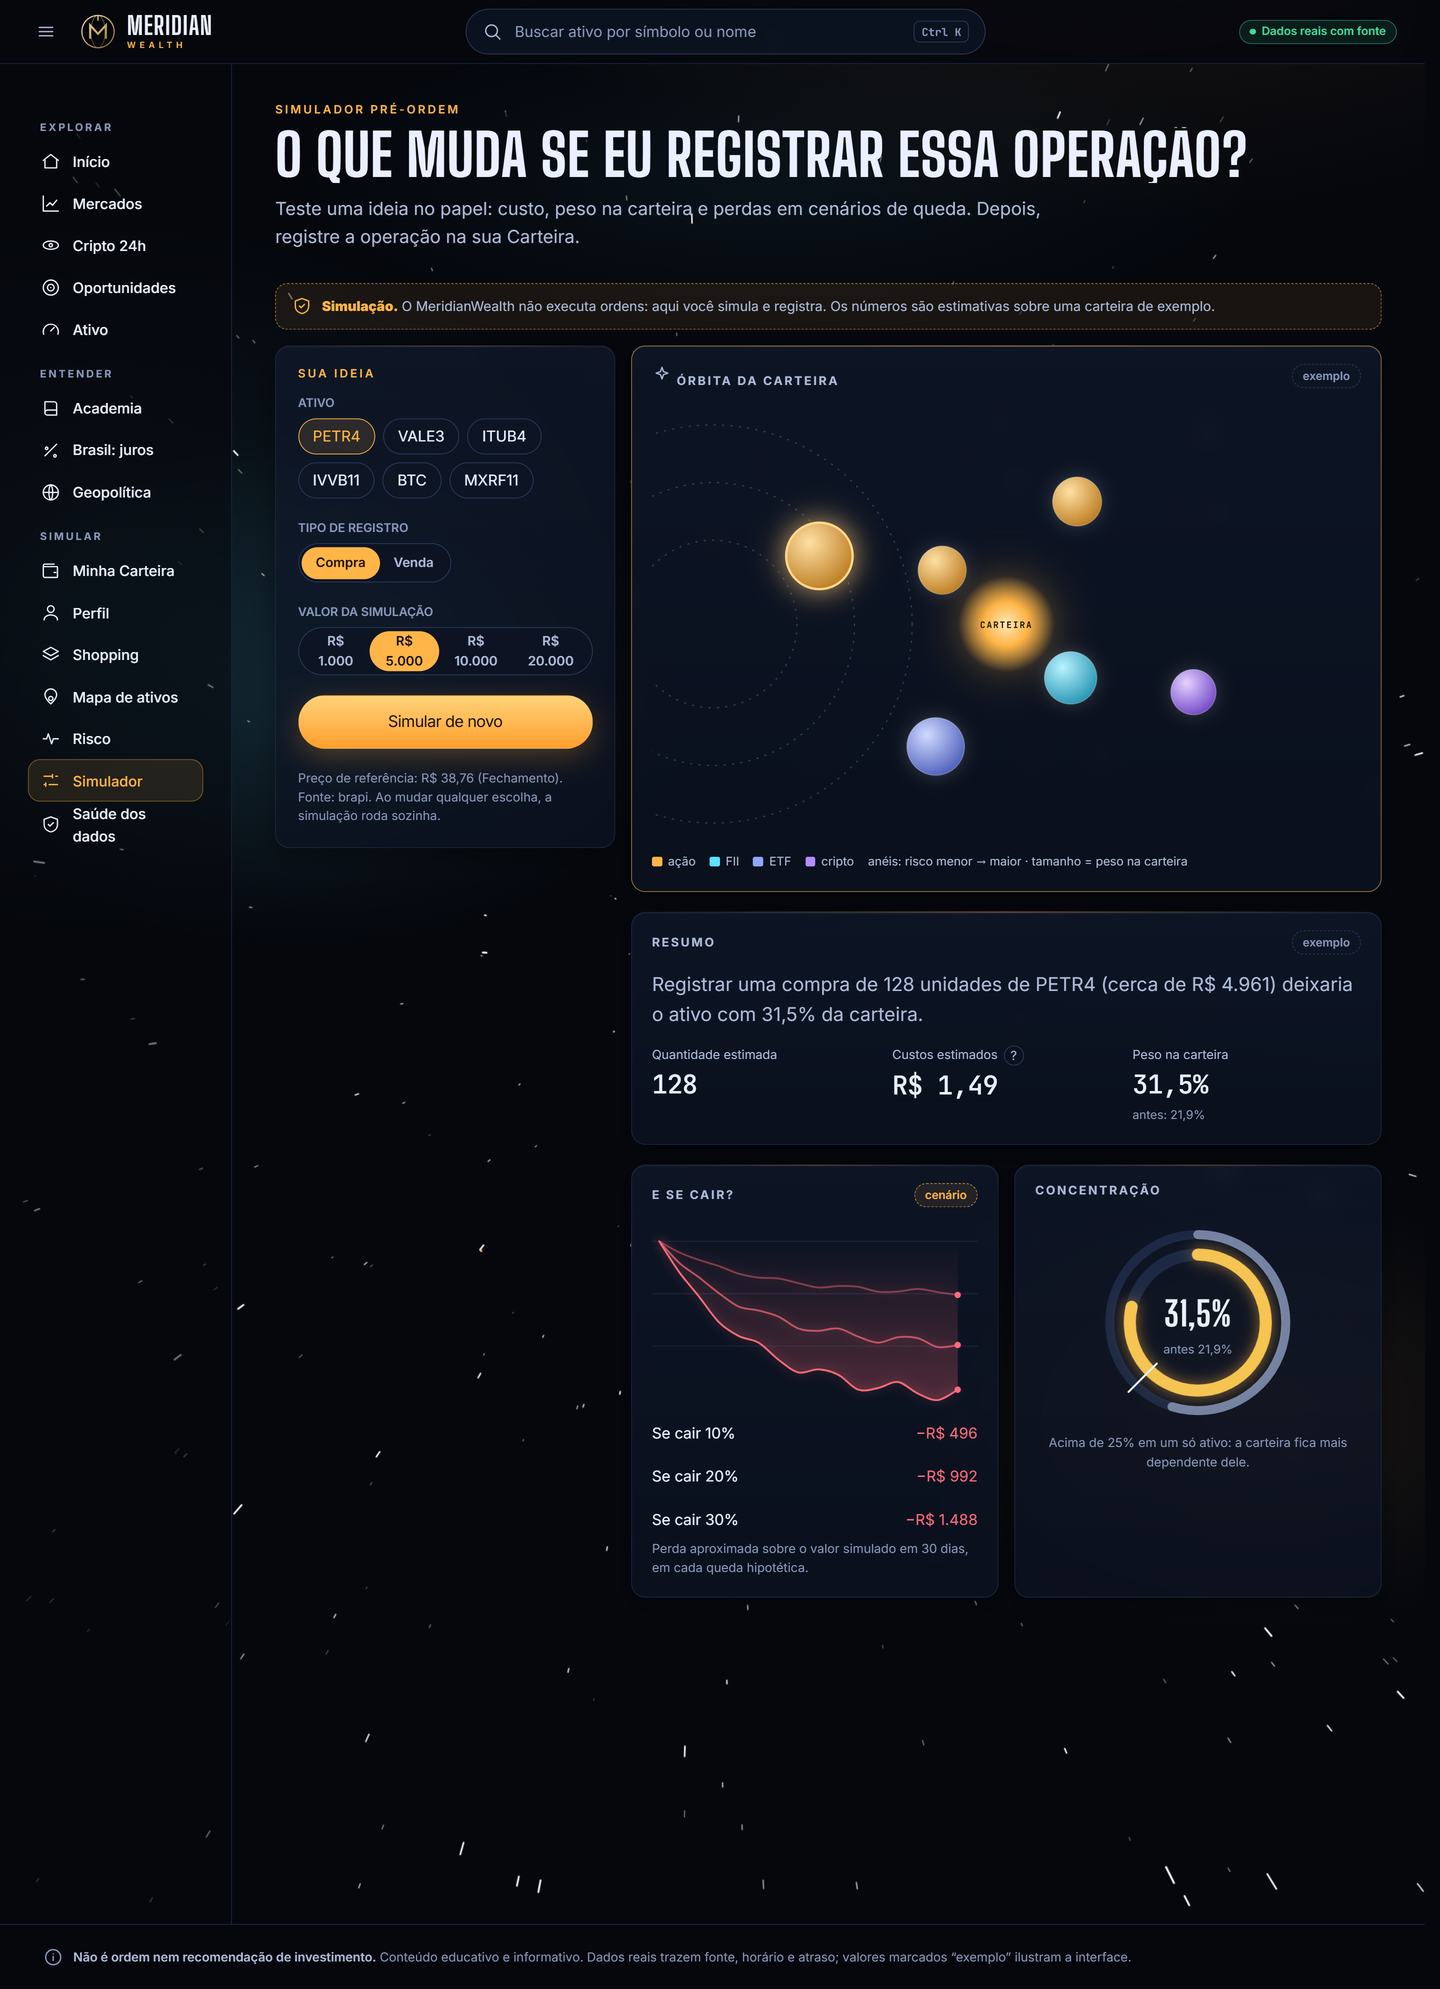 MERIDIAN
WEALTH
Buscar ativo por símbolo ou nome
Ctrl K
Dados reais com fonte
EXPLORAR
Início
Mercados
Cripto 24h
Oportunidades
Ativo
ENTENDER
Academia
Brasil: juros
Geopolítica
SIMULAR
Minha Carteira
Perfil
Shopping
Mapa de ativos
Risco
Simulador
Saúde dos
dados
SIMULADOR PRÉ-ORDEM
O QUE MUDA SE EU REGISTRAR ESSA OPERAÇÃO?
Teste uma ideia no papel: custo, peso na carteira e perdas em cenários de queda. Depois,
registre a operação na sua Carteira.
Simulação. O MeridianWealth não executa ordens: aqui você simula e registra. Os números são estimativas sobre uma carteira de exemplo.
SUA IDEIA
ATIVO
PETR4 VALE3 ITUB4
IVVB11 BTC MXRF11
TIPO DE REGISTRO
Compra Venda
VALOR DA SIMULAÇÃO
R$ R$ R$ R$
1.000 5.000 10.000 20.000
Simular de novo
Preço de referência: R$ 38,76 (Fechamento).
Fonte: brapi. Ao mudar qualquer escolha, a
simulação roda sozinha.
ÓRBITA DA CARTEIRA
exemplo
CARTEIRA
ação FII ETF cripto anéis: risco menor → maior · tamanho = peso na carteira
RESUMO
exemplo
Registrar uma compra de 128 unidades de PETR4 (cerca de R$ 4.961) deixaria
o ativo com 31,5% da carteira.
Quantidade estimada
128
Custos estimados ?
R$ 1,49
Peso na carteira
31,5%
antes: 21,9%
E SE CAIR?
cenário
Se cair 10% −R$ 496
Se cair 20% −R$ 992
Se cair 30% −R$ 1.488
Perda aproximada sobre o valor simulado em 30 dias,
em cada queda hipotética.
CONCENTRAÇÃO
31,5%
antes 21,9%
Acima de 25% em um só ativo: a carteira fica mais
dependente dele.
Não é ordem nem recomendação de investimento. Conteúdo educativo e informativo. Dados reais trazem fonte, horário e atraso; valores marcados “exemplo” ilustram a interface.